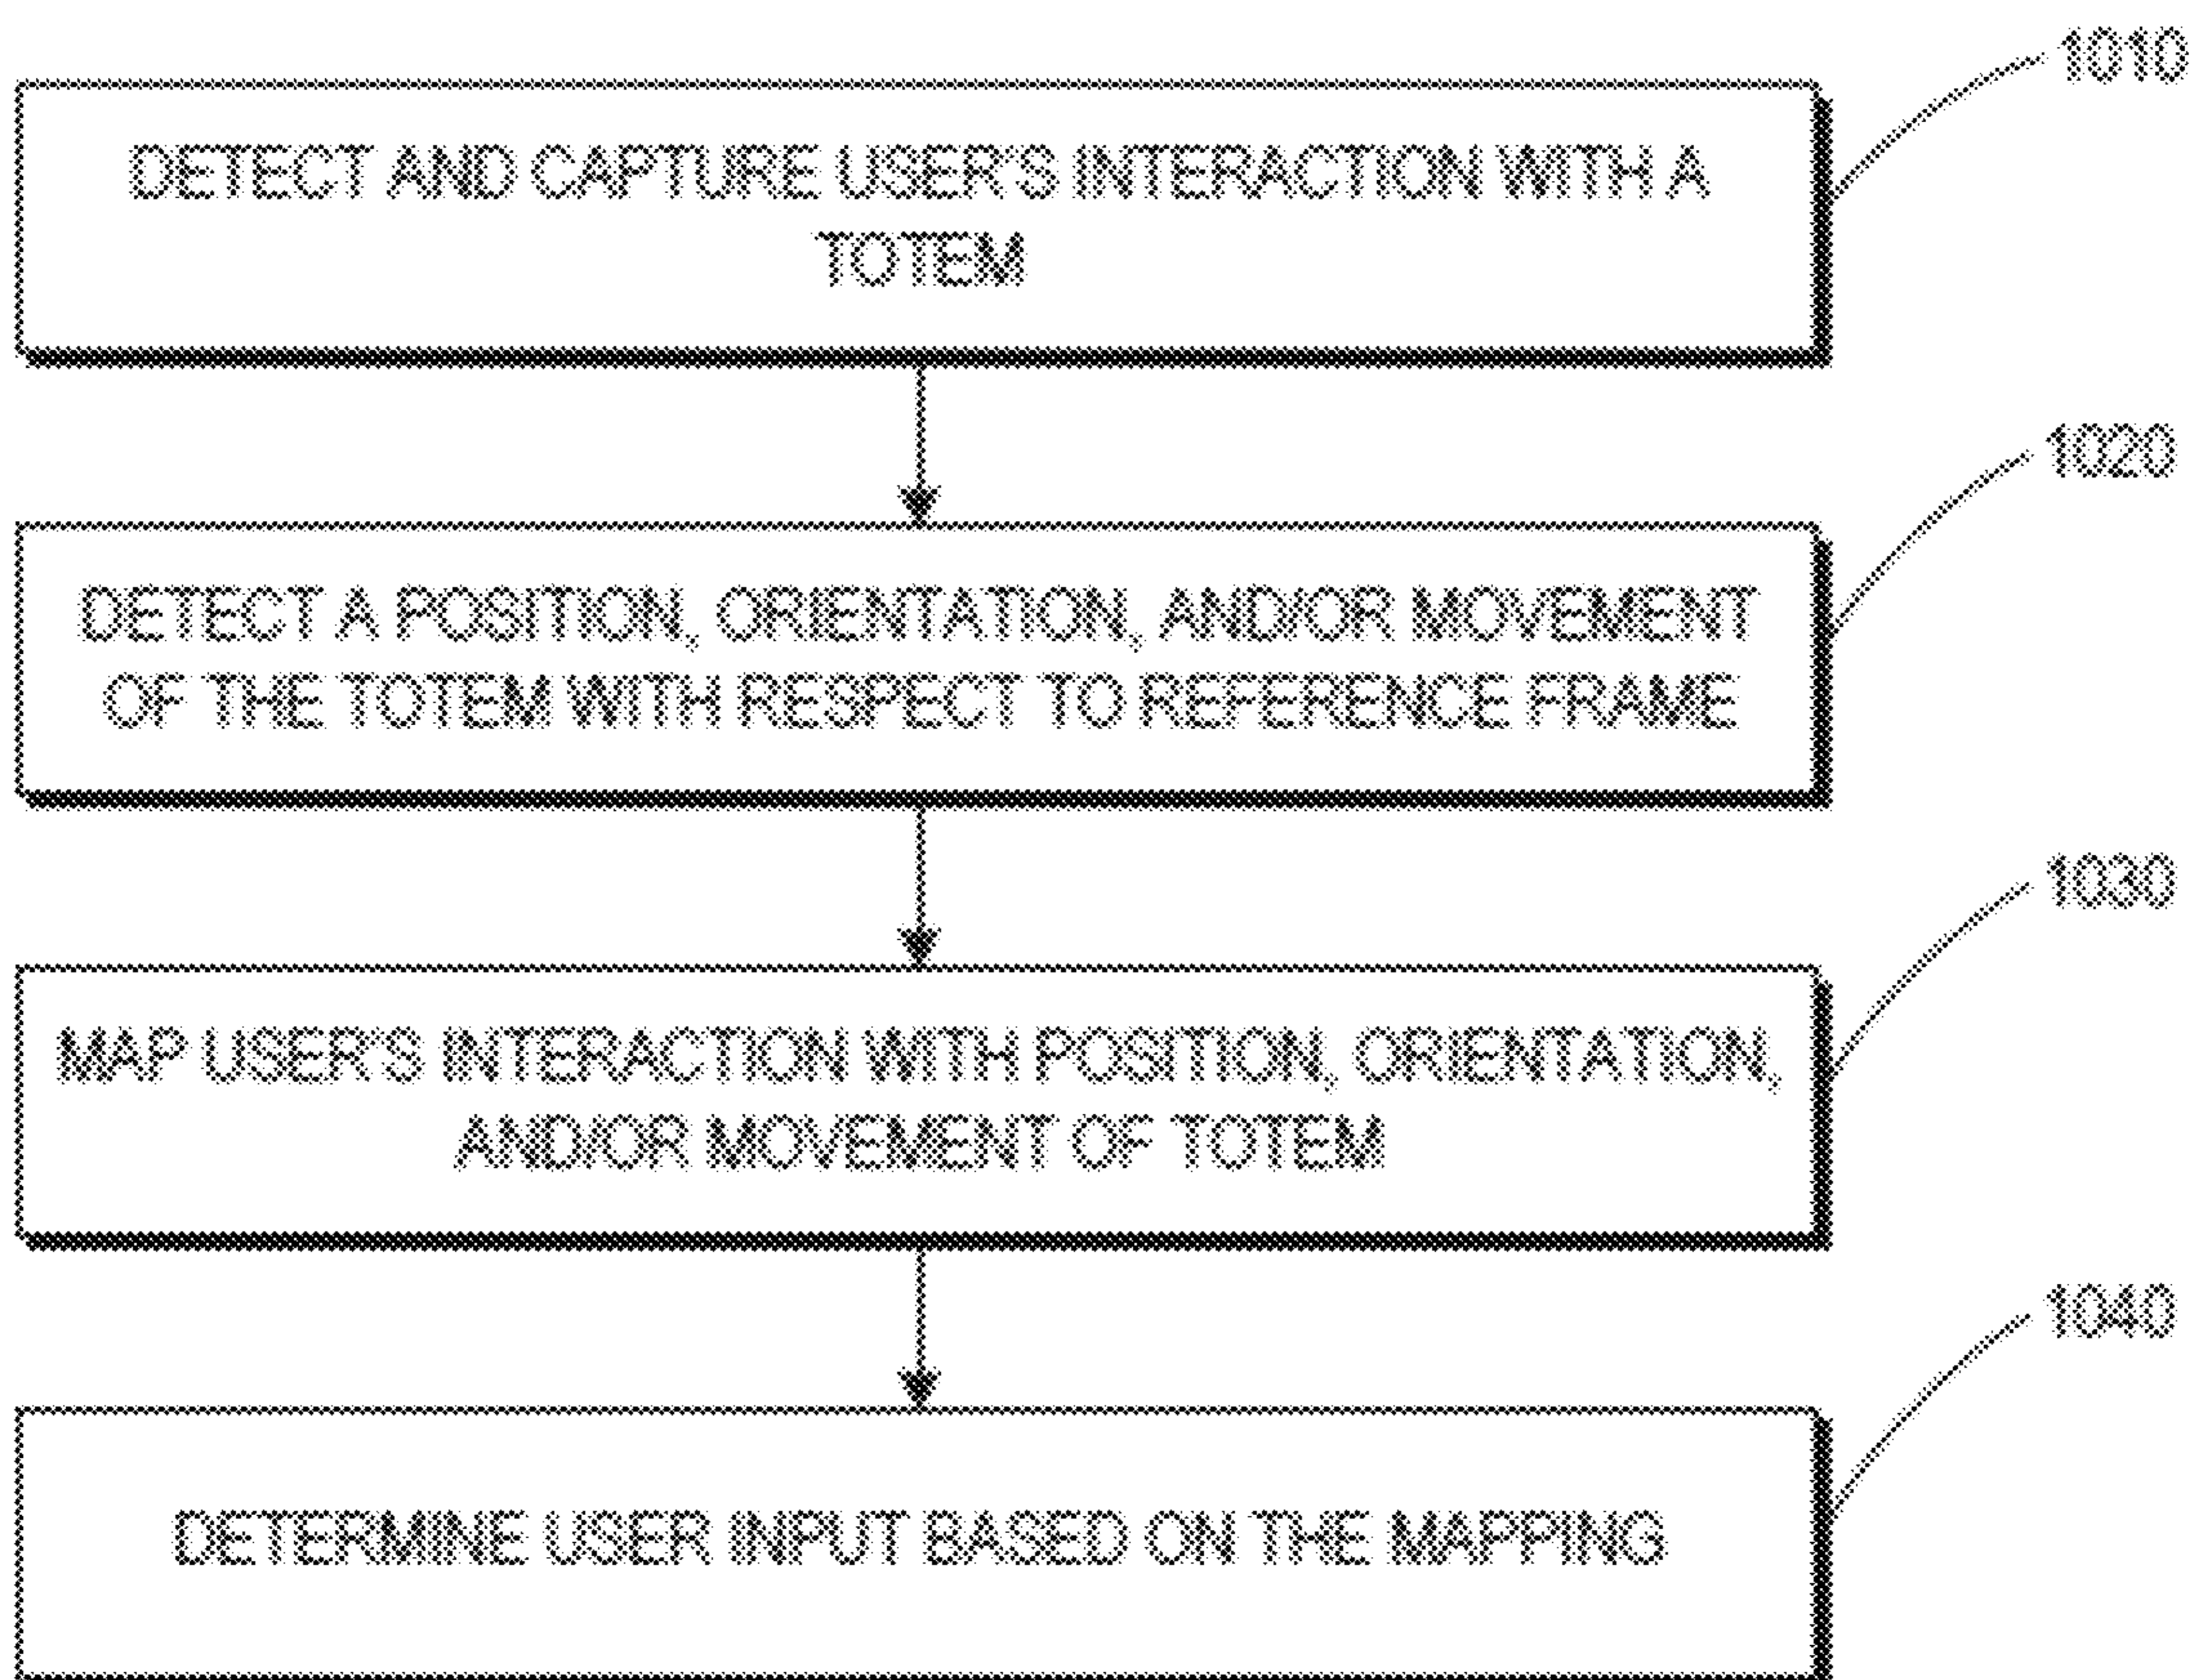 1010
DETECT AND CAPTURE USER'S INTERACTION WITH A
TOTEM
1020
DETECT A POSITION, ORIENTATION, AND/OR MOVEMENT
OF THE TOTEM WITH RESPECT TO REFERENCE FRAME
1030
MAP USER'S INTERACTION WITH POSITION, ORIENTATION,
AND/OR MOVEMENT OF TOTEM
1040
DETERMINE USER INPUT BASED ON THE MAPPING